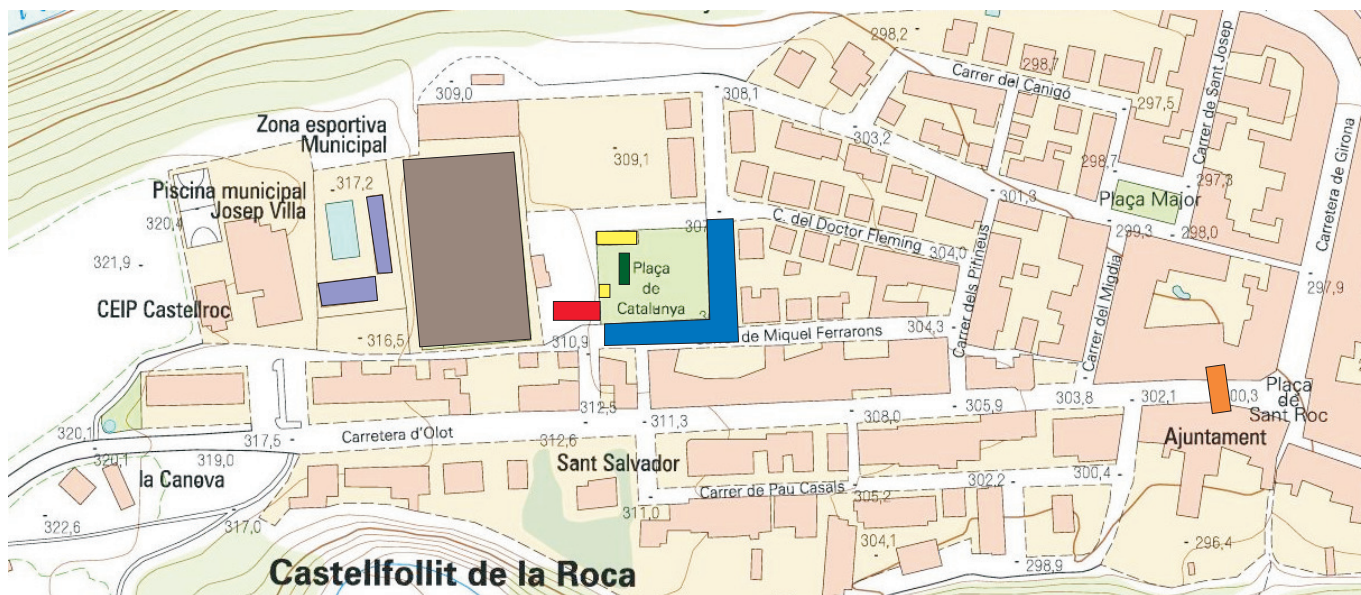 298,2
298,7
Carrer del Canigó
297,5
Carrer de Sant Josep
309,0
308,1
303,2
298,7
297,3
Zona esportiva
Municipal
317,2
309,1
Piscina municipal
Josep Villa
320,4
301,3
Plaça Major
299,3
298,0
Carretera de Girona
C. del Doctor Fleming
304,0
321,9
Plaça
de
Catalunya
297,9
CEIP Castellroc
Carrer dels Pitineus
Carrer del Migdia
316,5
310,9
de Miquel Ferrarons
304,3
312,5
311,3
308,0
305,9
303,8
302,1
00,3
Plaça
de
Sant Roc
320,1
317,5
Carretera d'Olot
312,6
Ajuntament
320,1
319,0
Sant Salvador
la Canova
300,4
Carrer de Pau Casals
305,2
302,2
322,6
317,0
311,0
304,1
296,4
298,9
Castellfollit de la Roca